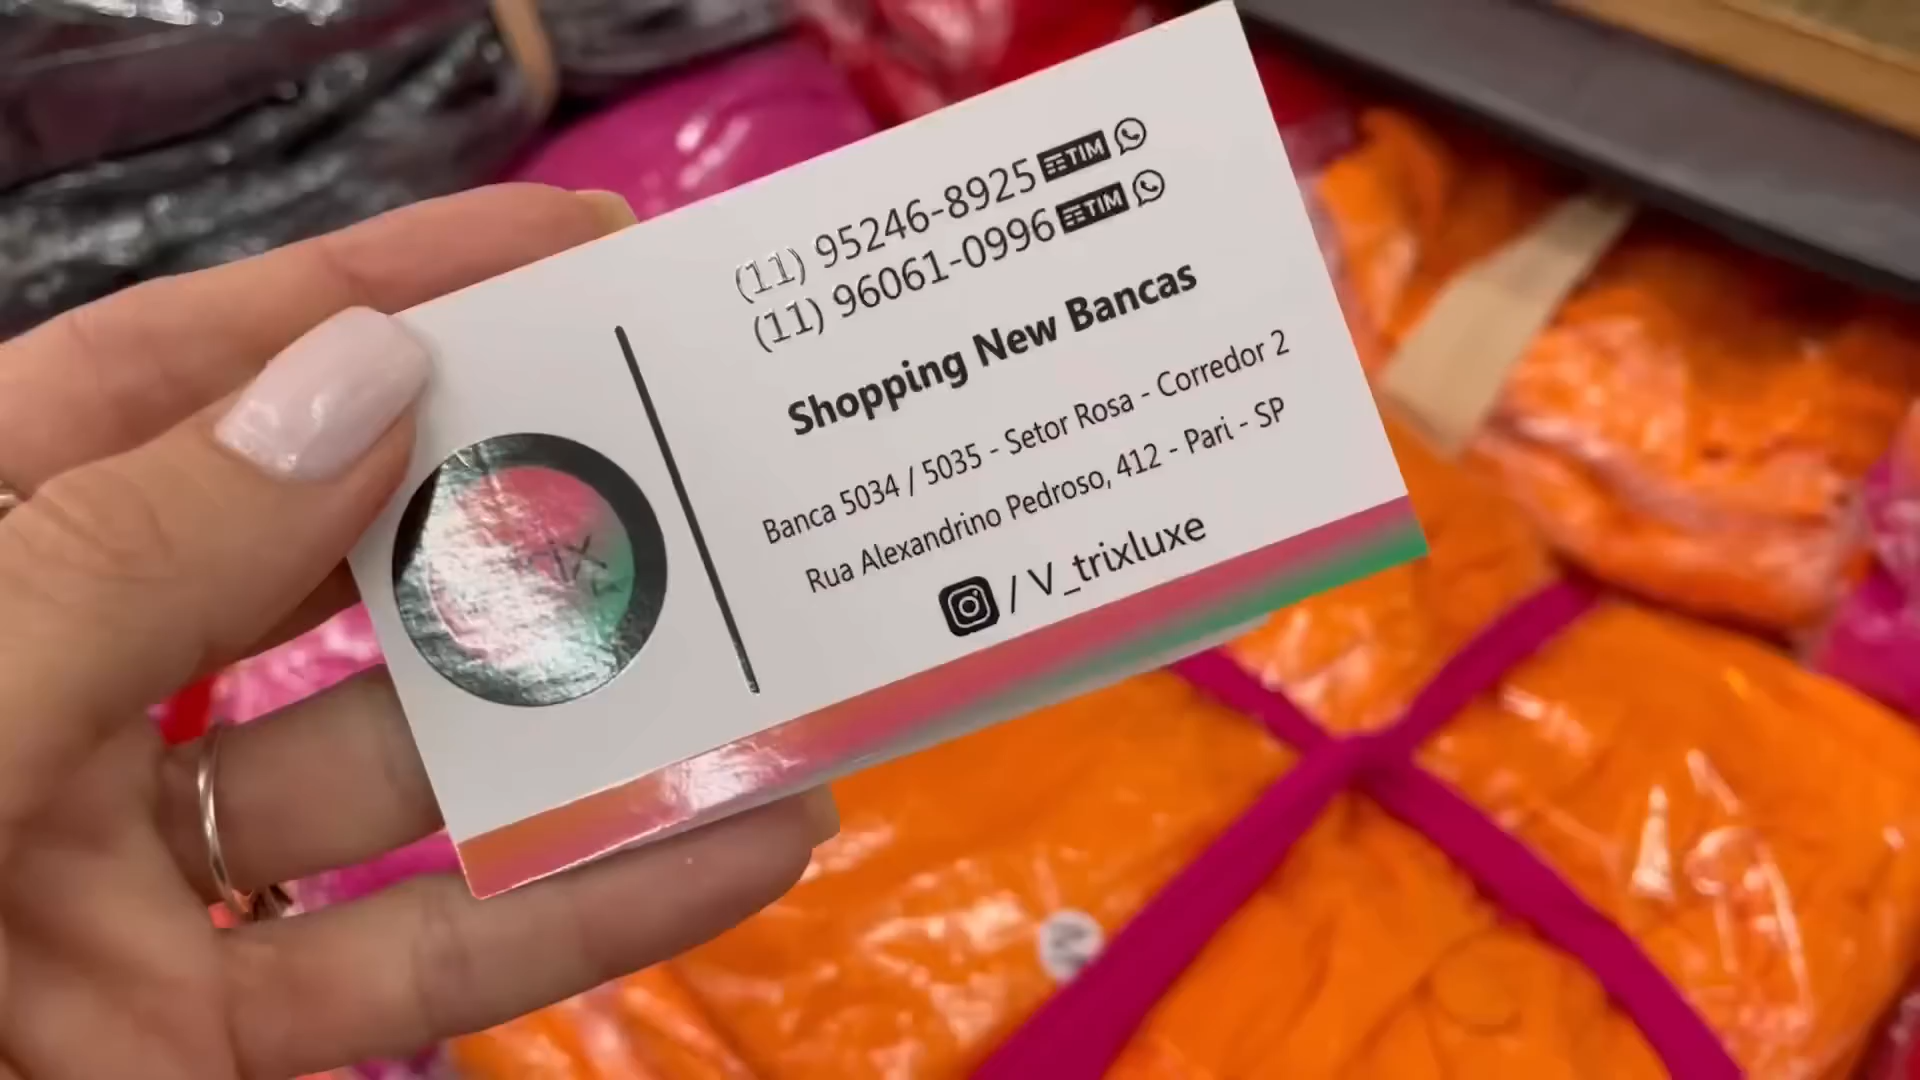 (11) 95246-8925 TIM
(11) 96061-0996 TIM
Shopping New Bancas
Banca 5034 / 5035 - Setor Rosa - Corredor 2
Rua Alexandrino Pedroso, 412 - Pari - SP
/ V_trixluxe